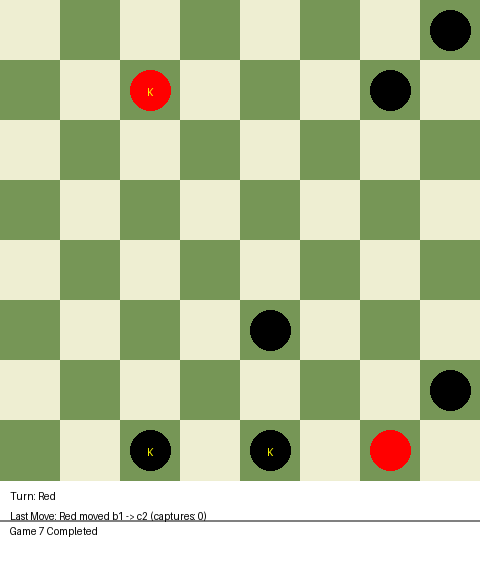 K
K
K
Turn: Red
Last Move: Red moved b1 -> c2 (captures: 0)
Game 7 Completed